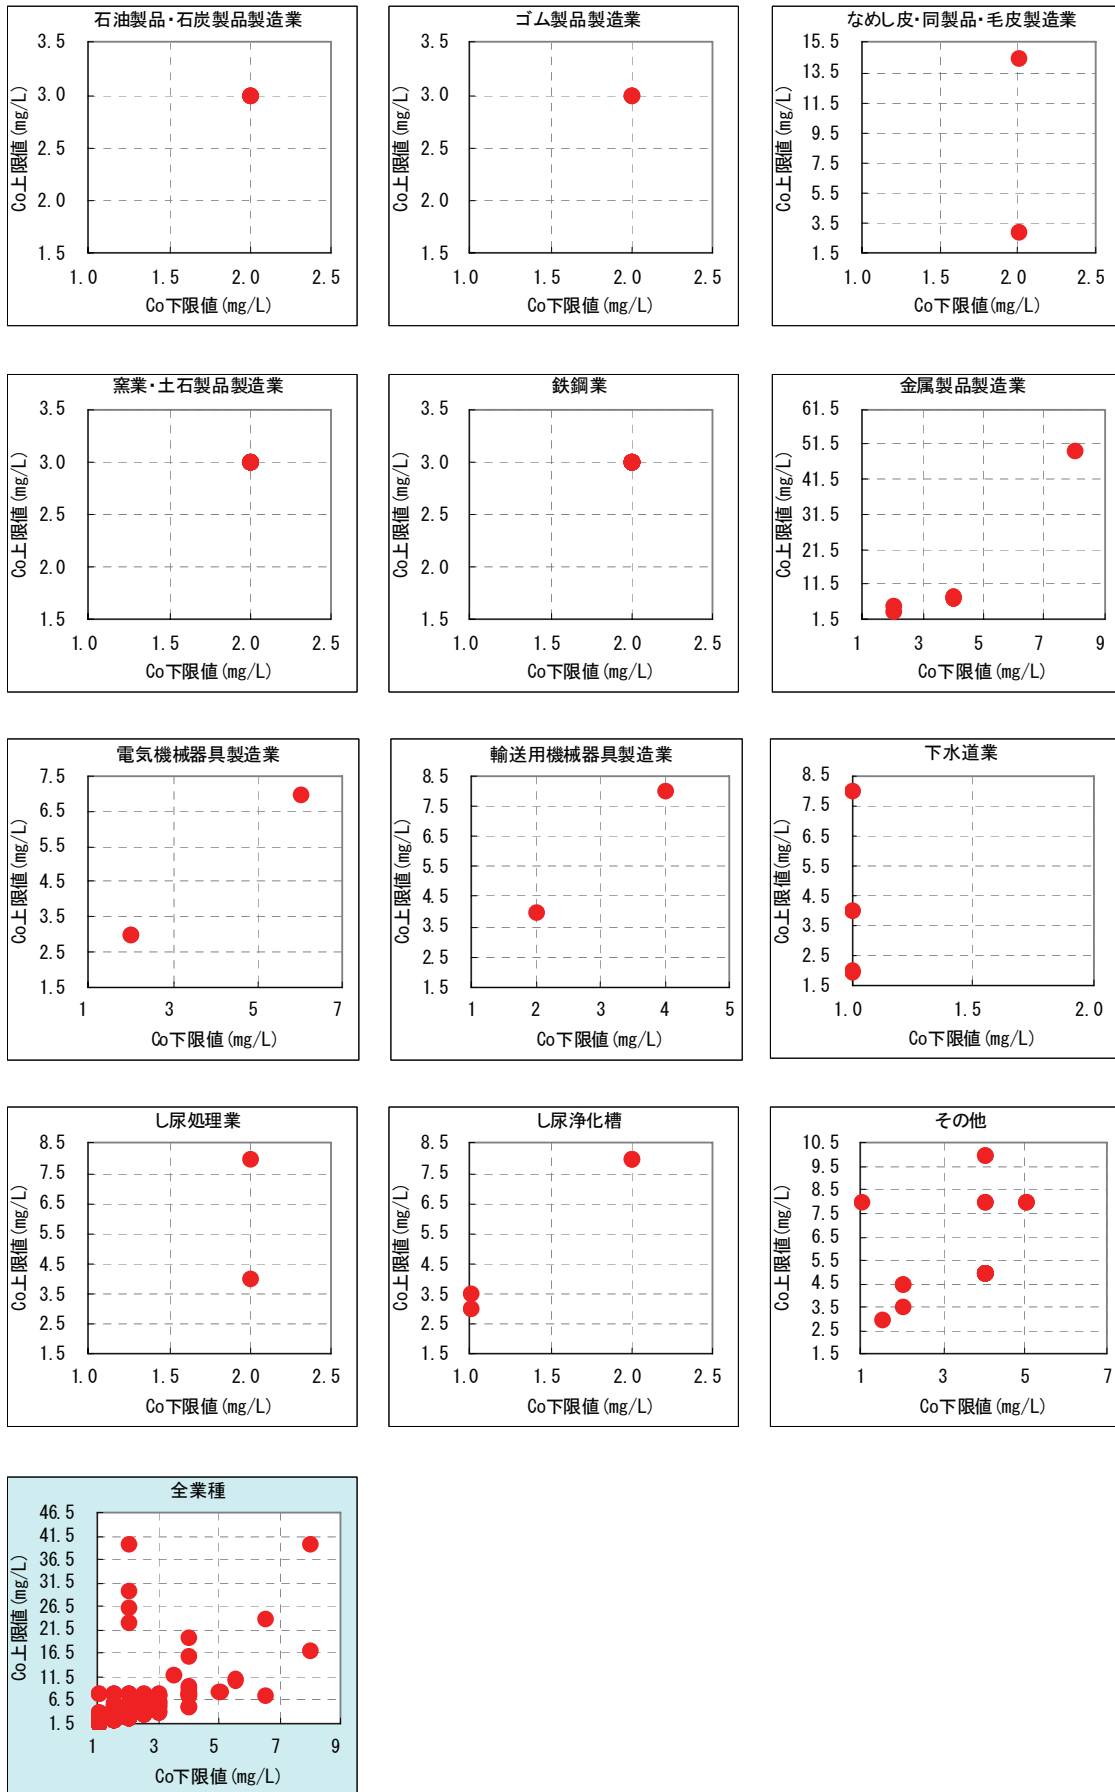 石油製品・石炭製品製造業
3.5
3.0
2.5
2.0
1.5
1.0 1.5 2.0 2.5
Co上限値(mg/L)
Co下限値(mg/L)
ゴム製品製造業
3.5
3.0
2.5
2.0
1.5
1.0 1.5 2.0 2.5
Co上限値(mg/L)
Co下限値(mg/L)
なめし皮・同製品・毛皮製造業
15.5
13.5
11.5
9.5
7.5
5.5
3.5
1.5
1.0 1.5 2.0 2.5
Co上限値(mg/L)
Co下限値(mg/L)
窯業・土石製品製造業
3.5
3.0
2.5
2.0
1.5
1.0 1.5 2.0 2.5
Co上限値(mg/L)
Co下限値(mg/L)
鉄鋼業
3.5
3.0
2.5
2.0
1.5
1.0 1.5 2.0 2.5
Co上限値(mg/L)
Co下限値(mg/L)
金属製品製造業
61.5
51.5
41.5
31.5
21.5
11.5
1.5
1 3 5 7 9
Co上限値(mg/L)
Co下限値(mg/L)
電気機械器具製造業
7.5
6.5
5.5
4.5
3.5
2.5
1.5
1 3 5 7
Co上限値(mg/L)
Co下限値(mg/L)
輸送用機械器具製造業
8.5
7.5
6.5
5.5
4.5
3.5
2.5
1.5
1 2 3 4 5
Co上限値(mg/L)
Co下限値(mg/L)
下水道業
8.5
7.5
6.5
5.5
4.5
3.5
2.5
1.5
1.0 1.5 2.0
Co上限値(mg/L)
Co下限値(mg/L)
し尿処理業
8.5
7.5
6.5
5.5
4.5
3.5
2.5
1.5
1.0 1.5 2.0 2.5
Co上限値(mg/L)
Co下限値(mg/L)
し尿浄化槽
8.5
7.5
6.5
5.5
4.5
3.5
2.5
1.5
1.0 1.5 2.0 2.5
Co上限値(mg/L)
Co下限値(mg/L)
その他
10.5
9.5
8.5
7.5
6.5
5.5
4.5
3.5
2.5
1.5
1 3 5 7
Co上限値(mg/L)
Co下限値(mg/L)
全業種
46.5
41.5
36.5
31.5
26.5
21.5
16.5
11.5
6.5
1.5
1 3 5 7 9
Co上限値(mg/L)
Co下限値(mg/L)